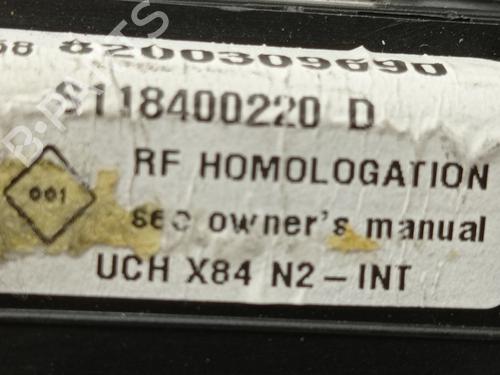 8200309690
S118400220 D
RF HOMOLOGATION
001
see owner's manual
UCH X84 N2-INT
B-PARTS